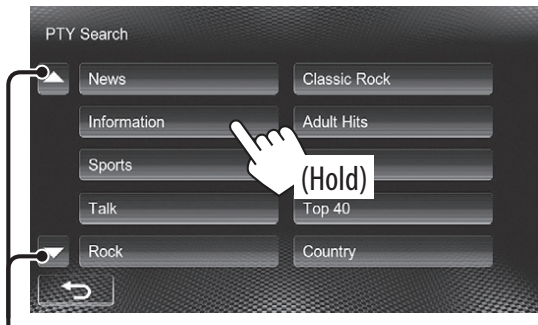 PTY Search
News
Classic Rock
Information
Adult Hits
Sports
(Hold)
Talk
Top 40
Rock
Country